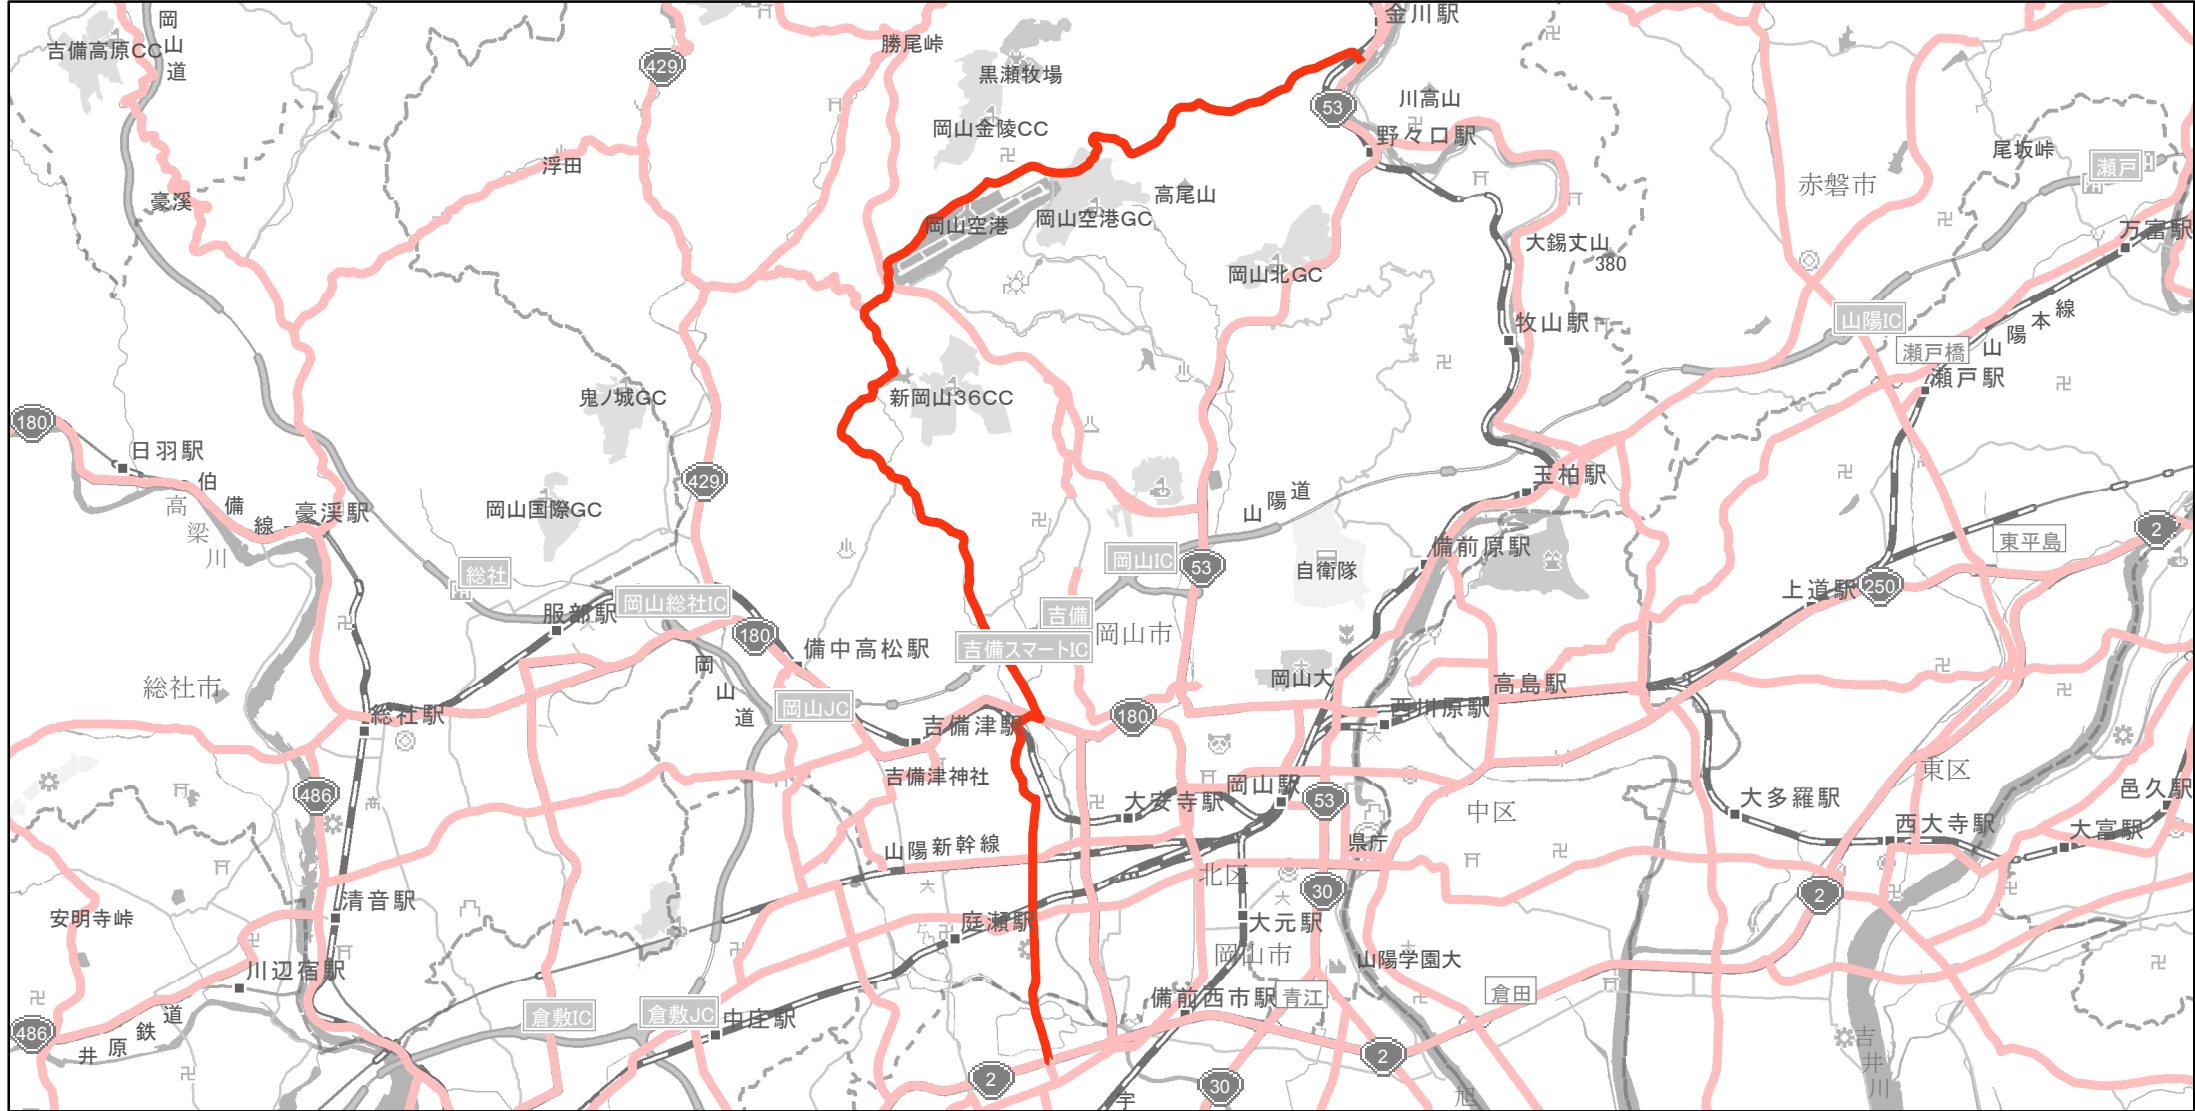 岡山道
吉備高原CC
429
勝尾峠
黒瀬牧場
金川駅
岡山金陵CC
53
川高山
野々口駅
尾坂峠
瀬戸
赤磐市
浮田
豪渓
高尾山
岡山空港
岡山空港GC
大錫丈山
380
万富駅
岡山北GC
牧山駅
山陽IC
山陽本線
瀬戸橋
瀬戸駅
鬼ノ城GC
新岡山36CC
180
日羽駅
伯備線
高梁川
豪渓駅
429
岡山国際GC
山陽道
玉柏駅
備前原駅
自衛隊
岡山IC
53
東平島
2
総社
岡山総社IC
服部駅
吉備
吉備スマートIC
岡山市
上道駅
250
180
備中高松駅
岡山道
岡山JC
総社市
総社駅
吉備津駅
180
岡山大
高島駅
西川原駅
吉備津神社
486
大安寺駅
岡山駅
53
中区
東区
大多羅駅
邑久駅
西大寺駅
大富駅
山陽新幹線
県庁
北区
30
2
安明寺峠
清音駅
庭瀬駅
大元駅
岡山市
山陽学園大
川辺宿駅
倉敷IC
倉敷JC
中庄駅
備前西市駅
青江
倉田
486
井原鉄道
2
30
2
宇
旭
吉井川